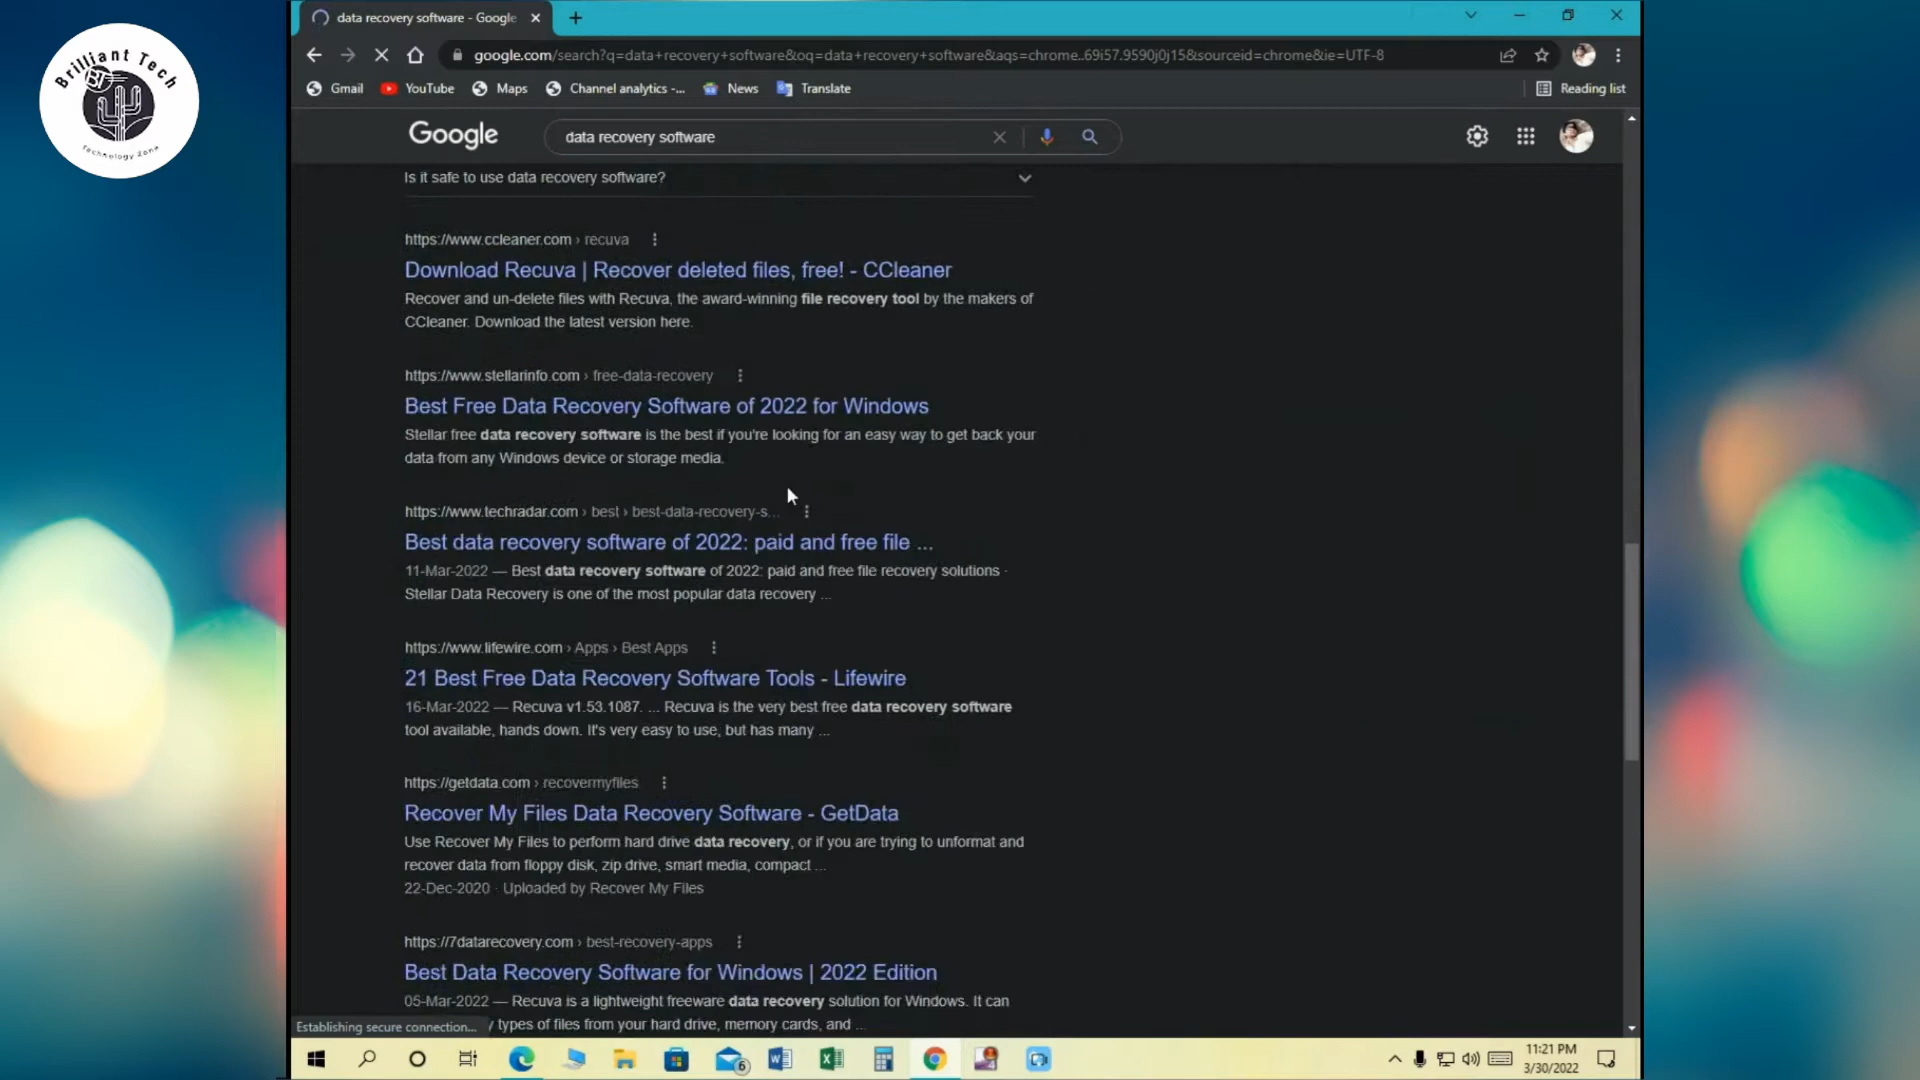 Brilliant Tech
BT
Technology Zone
data recovery software - Google
google.com/search?q=data+recovery+software&oq=data+recovery+software&aqs=chrome..69i57.9590j0j15&sourceid=chrome&ie=UTF-8
Gmail YouTube Maps Channel analytics -... News Translate Reading list
Google data recovery software
Is it safe to use data recovery software?
https://www.ccleaner.com › recuva
Download Recuva | Recover deleted files, free! - CCleaner
Recover and un-delete files with Recuva, the award-winning file recovery tool by the makers of
CCleaner. Download the latest version here.
https://www.stellarinfo.com › free-data-recovery
Best Free Data Recovery Software of 2022 for Windows
Stellar free data recovery software is the best if you're looking for an easy way to get back your
data from any Windows device or storage media.
https://www.techradar.com › best › best-data-recovery-s...
Best data recovery software of 2022: paid and free file ...
11-Mar-2022 — Best data recovery software of 2022: paid and free file recovery solutions ·
Stellar Data Recovery is one of the most popular data recovery ...
https://www.lifewire.com › Apps › Best Apps
21 Best Free Data Recovery Software Tools - Lifewire
16-Mar-2022 — Recuva v1.53.1087. ... Recuva is the very best free data recovery software
tool available, hands down. It's very easy to use, but has many ...
https://getdata.com › recovermyfiles
Recover My Files Data Recovery Software - GetData
Use Recover My Files to perform hard drive data recovery, or if you are trying to unformat and
recover data from floppy disk, zip drive, smart media, compact ...
22-Dec-2020 · Uploaded by Recover My Files
https://7datarecovery.com › best-recovery-apps
Best Data Recovery Software for Windows | 2022 Edition
05-Mar-2022 — Recuva is a lightweight freeware data recovery solution for Windows. It can
types of files from your hard drive, memory cards, and ...
Establishing secure connection...
6
11:21 PM
3/30/2022